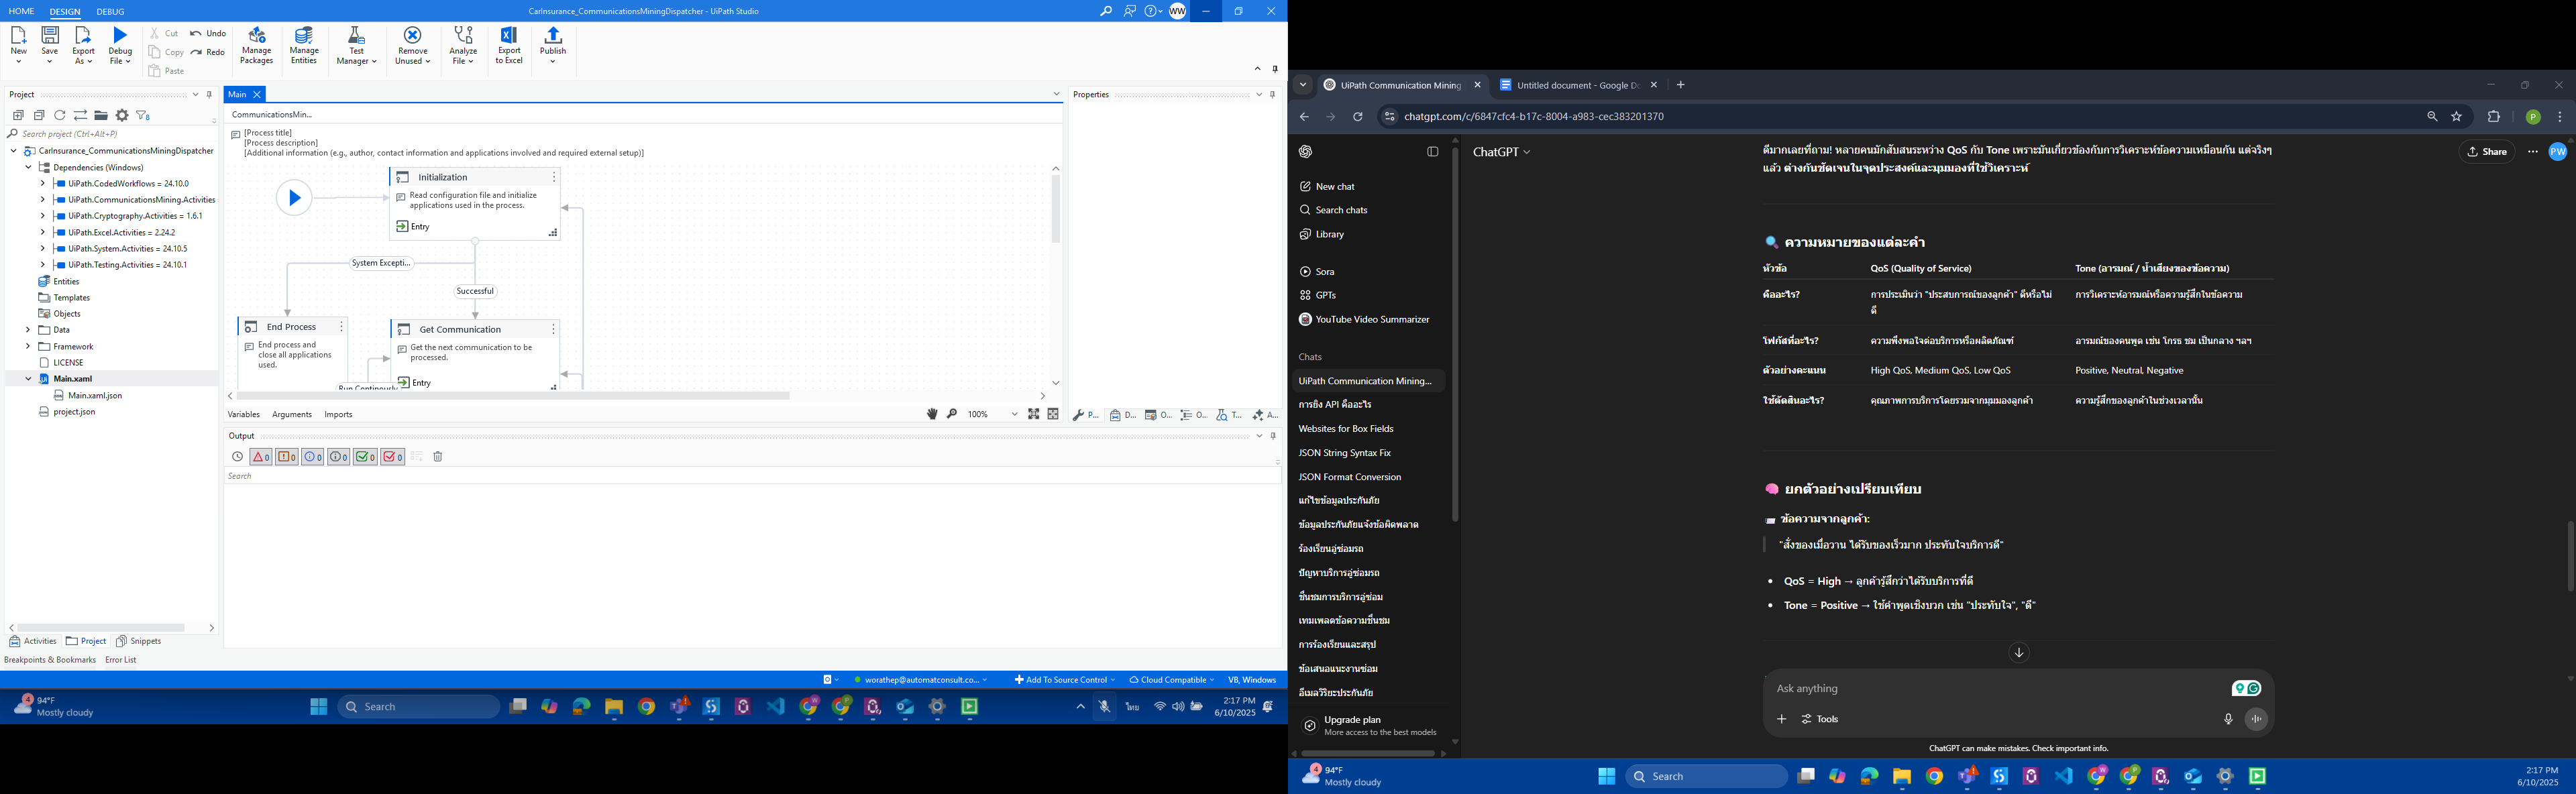 HOME DESIGN DEBUG
CarInsurance_CommunicationsMiningDispatcher - UiPath Studio
WW
New
Save
Export As
Debug File
Cut
Copy
Paste
Undo
Redo
Manage Packages
Manage Entities
Test Manager
Remove Unused
Analyze File
Export to Excel
Publish
Project
Search project (Ctrl+Alt+P)
CarInsurance_CommunicationsMiningDispatcher
Dependencies (Windows)
UiPath.CodedWorkflows = 24.10.0
UiPath.CommunicationsMining.Activities
UiPath.Cryptography.Activities = 1.6.1
UiPath.Excel.Activities = 2.24.2
UiPath.System.Activities = 24.10.5
UiPath.Testing.Activities = 24.10.1
Entities
Templates
Objects
Data
Framework
LICENSE
Main.xaml
Main.xaml.json
project.json
Activities Project Snippets
Breakpoints & Bookmarks Error List
Main
CommunicationsMin...
[Process title]
[Process description]
[Additional information (e.g., author, contact information and applications involved and required external setup)]
Initialization
Read configuration file and initialize
applications used in the process.
Entry
System Excepti...
Successful
End Process
End process and
close all applications
used.
Get Communication
Get the next communication to be
processed.
Entry
Run Continously
Variables Arguments Imports
100%
Properties
P... D... O... O... T... A...
Output
0 0 0 0 0 0
Search
worathep@automatconsult.co...
Add To Source Control
Cloud Compatible
VB, Windows
94°F
Mostly cloudy
Search
ไทย
2:17 PM
6/10/2025
UiPath Communication Mining
Untitled document - Google Do
chatgpt.com/c/6847cfc4-b17c-8004-a983-cec383201370
P
ChatGPT
Share
PW
New chat
Search chats
Library
Sora
GPTs
YouTube Video Summarizer
Chats
UiPath Communication Mining...
การยิง API คืออะไร
Websites for Box Fields
JSON String Syntax Fix
JSON Format Conversion
แก้ไขข้อมูลประกันภัย
ข้อมูลประกันภัยแจ้งข้อผิดพลาด
ร้องเรียนอู่ซ่อมรถ
ปัญหาบริการอู่ซ่อมรถ
ชื่นชมการบริการอู่ซ่อม
เทมเพลตข้อความชื่นชม
การร้องเรียนและสรุป
ข้อเสนอแนะงานซ่อม
อีเมลวิริยะประกันภัย
Upgrade plan
More access to the best models
ดีมากเลยที่ถาม! หลายคนมักสับสนระหว่าง QoS กับ Tone เพราะมันเกี่ยวข้องกับการวิเคราะห์ข้อความเหมือนกัน แต่จริงๆ
แล้ว ต่างกันชัดเจนในจุดประสงค์และมุมมองที่ใช้วิเคราะห์
ความหมายของแต่ละคำ
หัวข้อ QoS (Quality of Service) Tone (อารมณ์ / น้ำเสียงของข้อความ)
คืออะไร? การประเมินว่า "ประสบการณ์ของลูกค้า" ดีหรือไม่ดี การวิเคราะห์อารมณ์หรือความรู้สึกในข้อความ
โฟกัสที่อะไร? ความพึงพอใจต่อบริการหรือผลิตภัณฑ์ อารมณ์ของคนพูด เช่น โกรธ ชม เป็นกลาง ฯลฯ
ตัวอย่างคะแนน High QoS, Medium QoS, Low QoS Positive, Neutral, Negative
ใช้ตัดสินอะไร? คุณภาพการบริการโดยรวมจากมุมมองลูกค้า ความรู้สึกของลูกค้าในช่วงเวลานั้น
ยกตัวอย่างเปรียบเทียบ
ข้อความจากลูกค้า:
"สั่งของเมื่อวาน ได้รับของเร็วมาก ประทับใจบริการดี"
QoS = High → ลูกค้ารู้สึกว่าได้รับบริการที่ดี
Tone = Positive → ใช้คำพูดเชิงบวก เช่น "ประทับใจ", "ดี"
Ask anything
Tools
ChatGPT can make mistakes. Check important info.
94°F
Mostly cloudy
Search
2:17 PM
6/10/2025